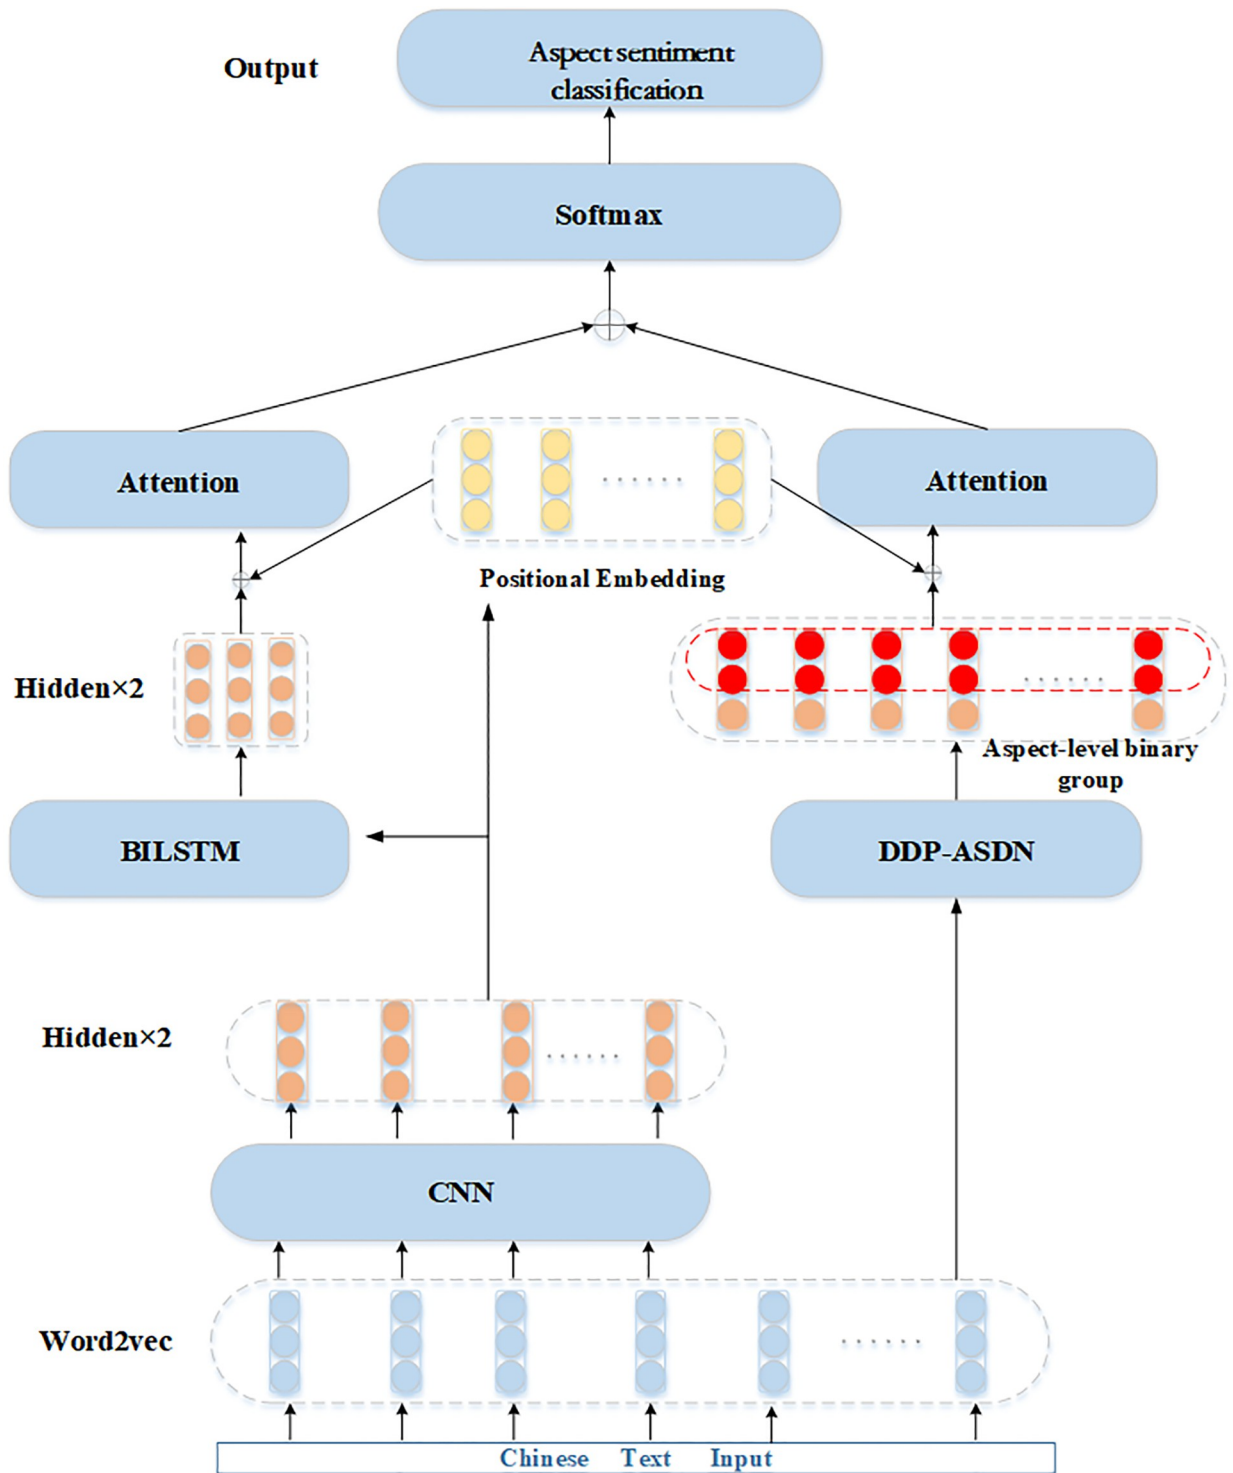 Output
Aspect sentiment
classification
Softmax
Attention
Attention
Positional Embedding
Hidden×2
Aspect-level binary
group
BILSTM
DDP-ASDN
Hidden×2
CNN
Word2vec
Chinese Text Input